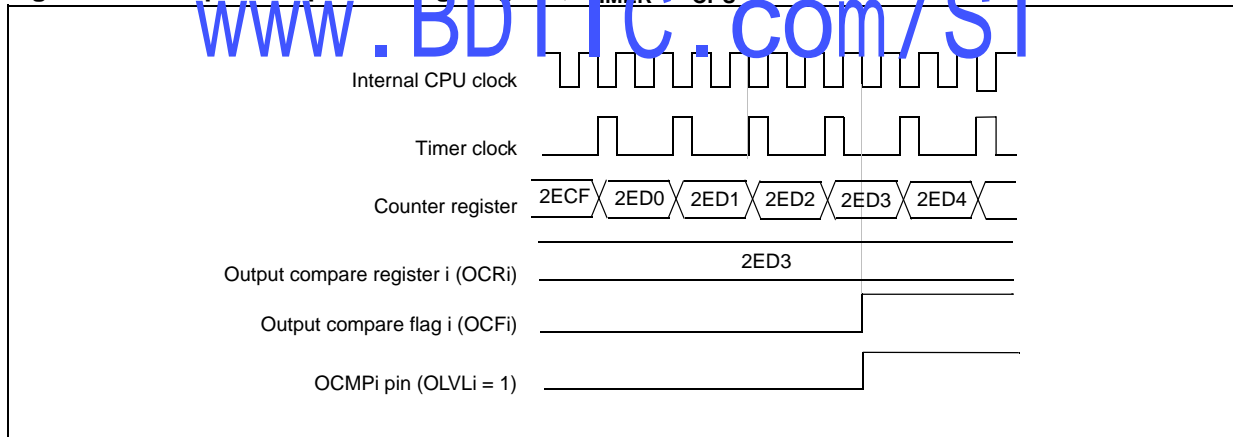 www.BDTIC.com/ST
Internal CPU clock
Timer clock
Counter register 2ECF 2ED0 2ED1 2ED2 2ED3 2ED4
2ED3
Output compare register i (OCRi)
Output compare flag i (OCFi)
OCMPi pin (OLVLi = 1)